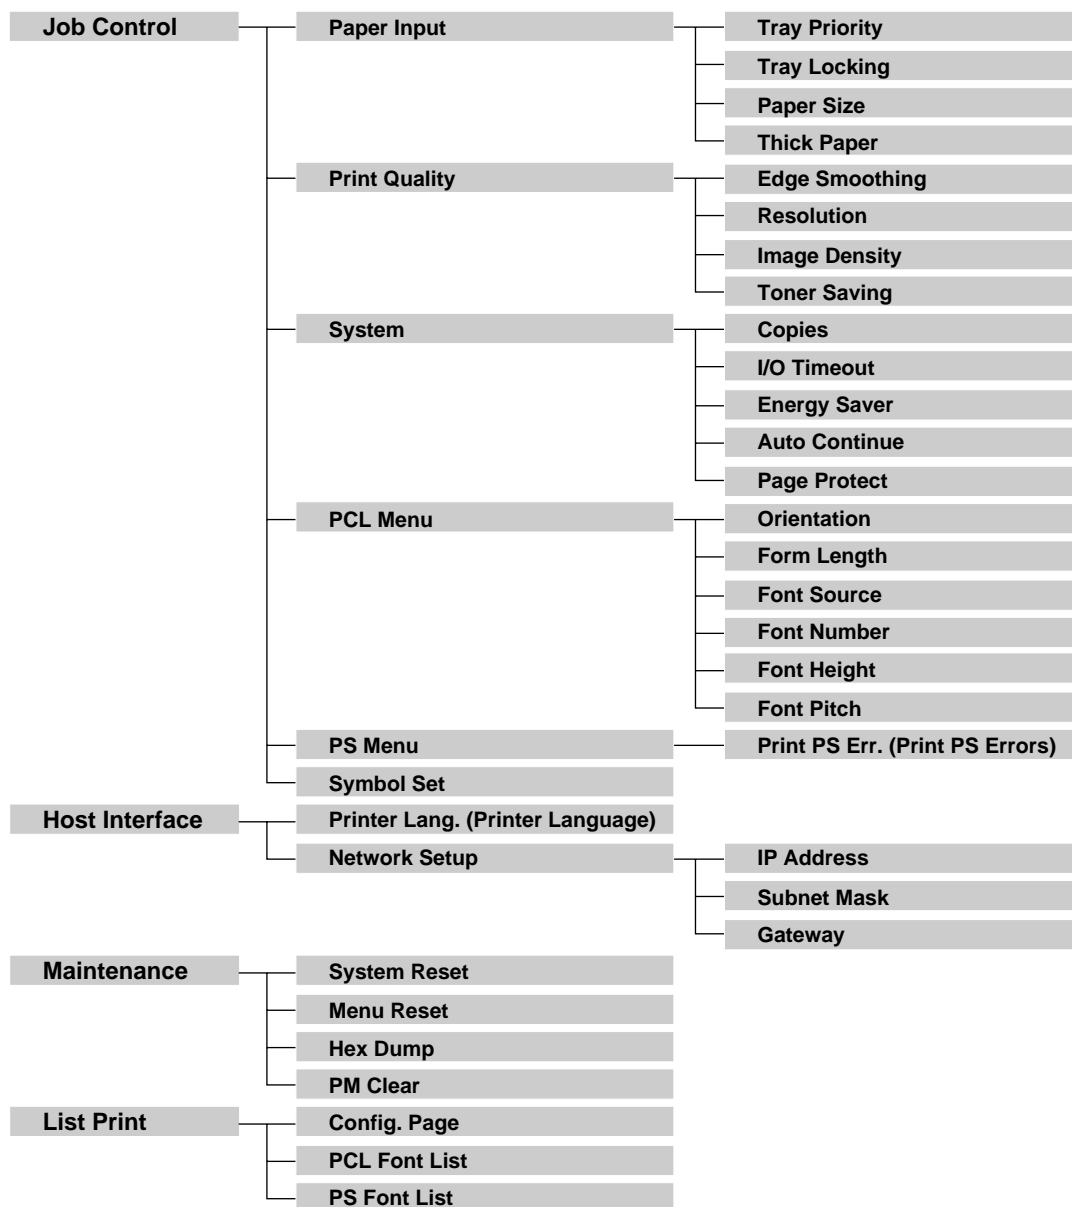 Job Control
Paper Input
Tray Priority
Tray Locking
Paper Size
Thick Paper
Print Quality
Edge Smoothing
Resolution
Image Density
Toner Saving
System
Copies
I/O Timeout
Energy Saver
Auto Continue
Page Protect
PCL Menu
Orientation
Form Length
Font Source
Font Number
Font Height
Font Pitch
PS Menu
Print PS Err. (Print PS Errors)
Symbol Set
Host Interface
Printer Lang. (Printer Language)
Network Setup
IP Address
Subnet Mask
Gateway
Maintenance
System Reset
Menu Reset
Hex Dump
PM Clear
List Print
Config. Page
PCL Font List
PS Font List